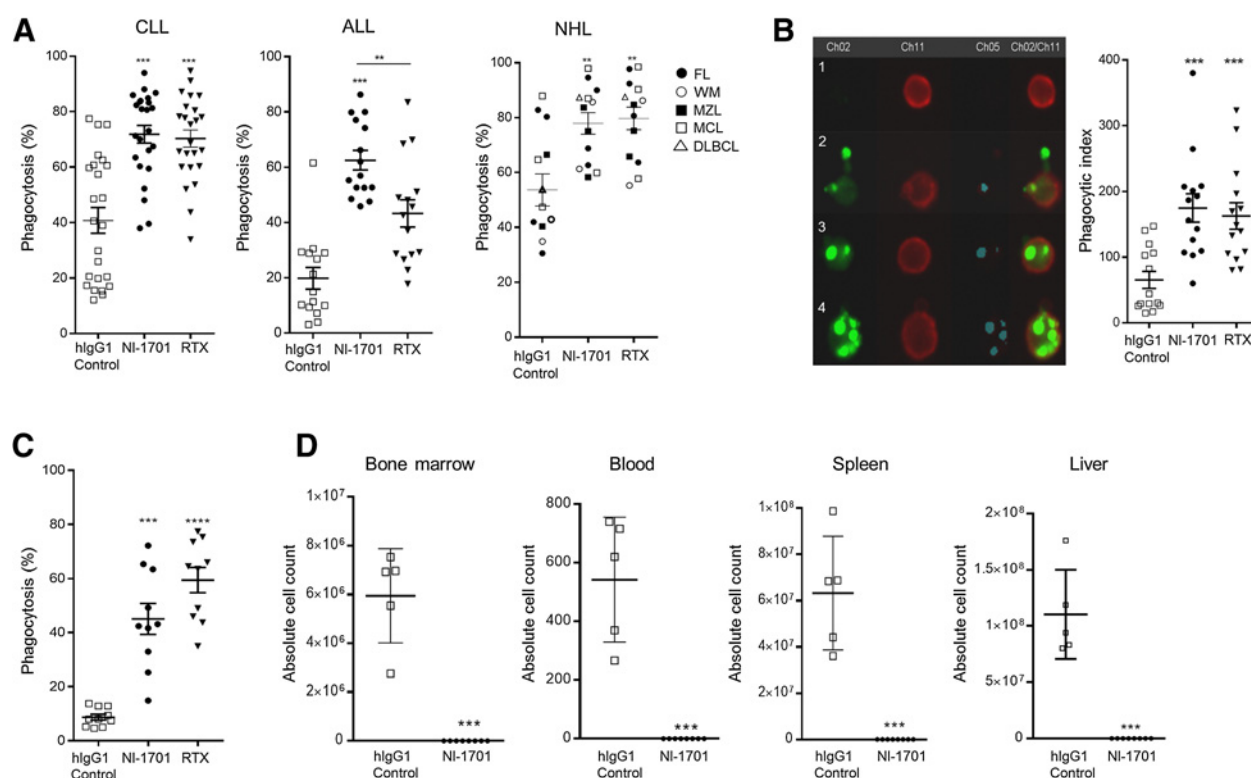 A
CLL
ALL
NHL
***
***
***
**
**
**
Phagocytosis (%)
100
80
60
40
20
0
hIgG1
Control
NI-1701
RTX
Phagocytosis (%)
100
80
60
40
20
0
hIgG1
Control
NI-1701
RTX
Phagocytosis (%)
100
80
60
40
20
0
hIgG1
Control
NI-1701
RTX
FL
WM
MZL
MCL
DLBCL
B
Ch02 Ch11 Ch05 Ch02/Ch11
1
2
3
4
*** ***
Phagocytic index
400
300
200
100
0
hIgG1
Control
NI-1701
RTX
C
*** ****
Phagocytosis (%)
100
80
60
40
20
0
hIgG1
Control
NI-1701
RTX
D
Bone marrow
Absolute cell count
1×10⁷
8×10⁶
6×10⁶
4×10⁶
2×10⁶
0
***
hIgG1
Control
NI-1701
Blood
Absolute cell count
800
600
400
200
0
***
hIgG1
Control
NI-1701
Spleen
Absolute cell count
1×10⁸
8×10⁷
6×10⁷
4×10⁷
2×10⁷
0
***
hIgG1
Control
NI-1701
Liver
Absolute cell count
2×10⁸
1.5×10⁸
1×10⁸
5×10⁷
0
***
hIgG1
Control
NI-1701